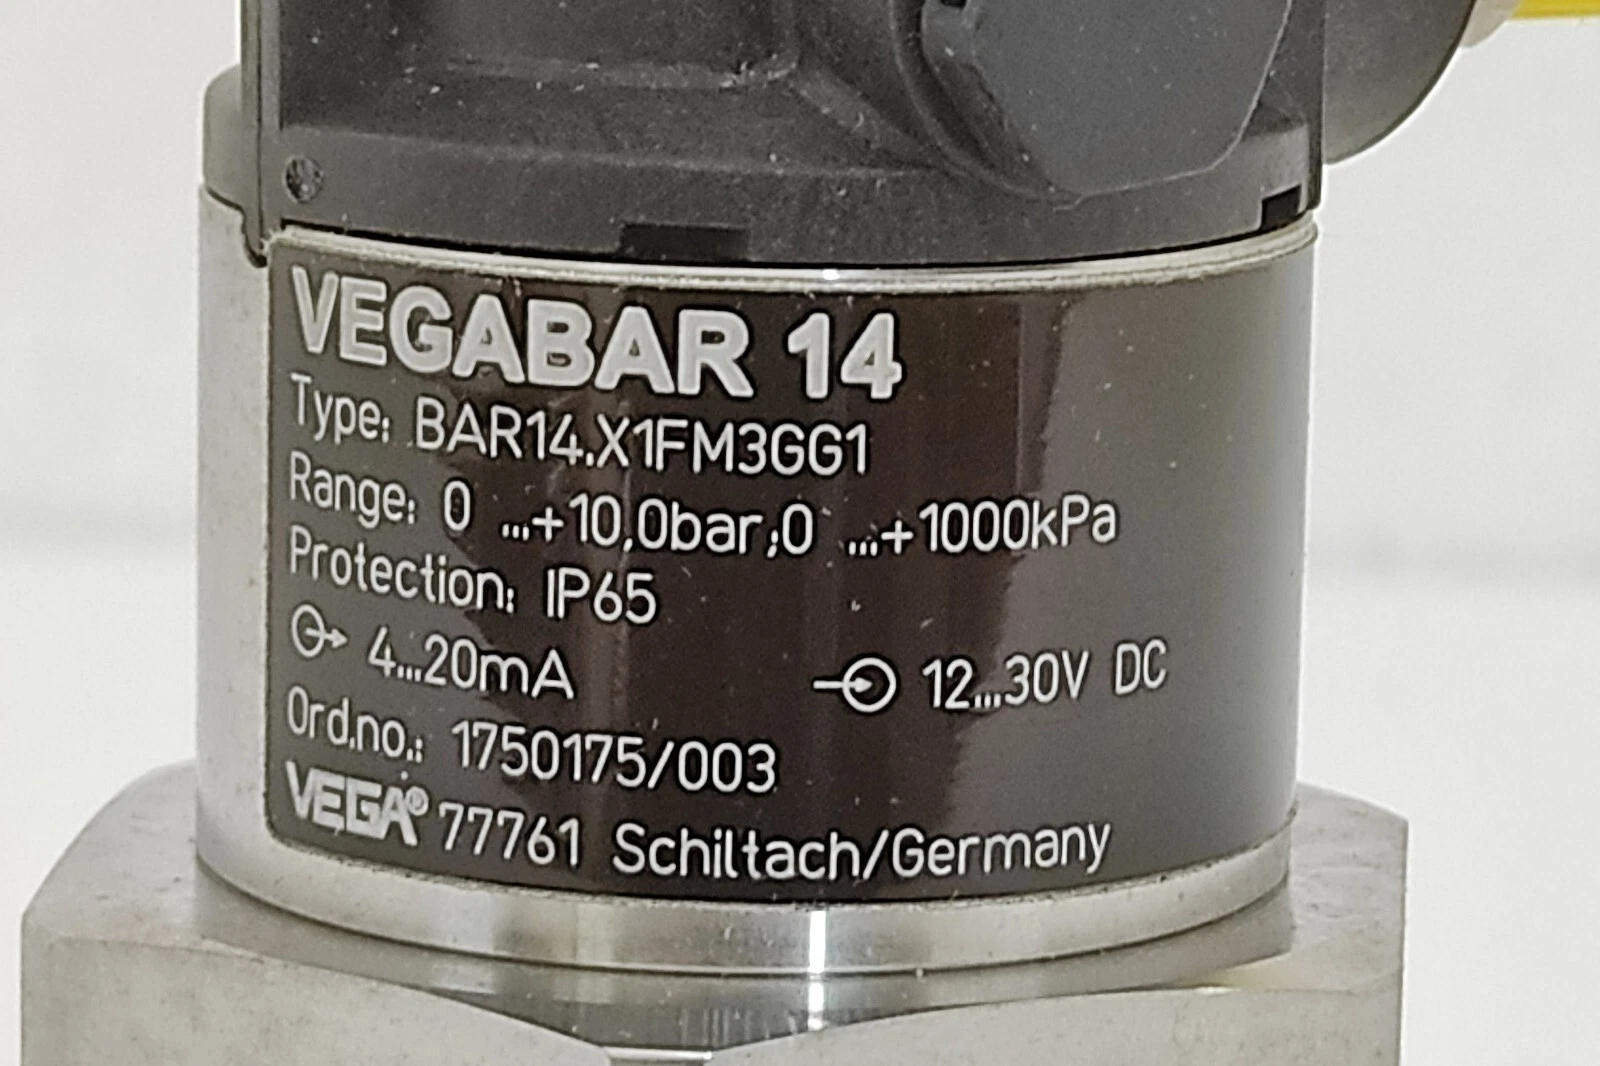 VEGABAR 14
Type: BAR14.X1FM3GG1
Range: 0 ...+10,0bar;0 ...+1000kPa
Protection: IP65
4...20mA 12...30V DC
Ord.no.: 1750175/003
VEGA® 77761 Schiltach/Germany